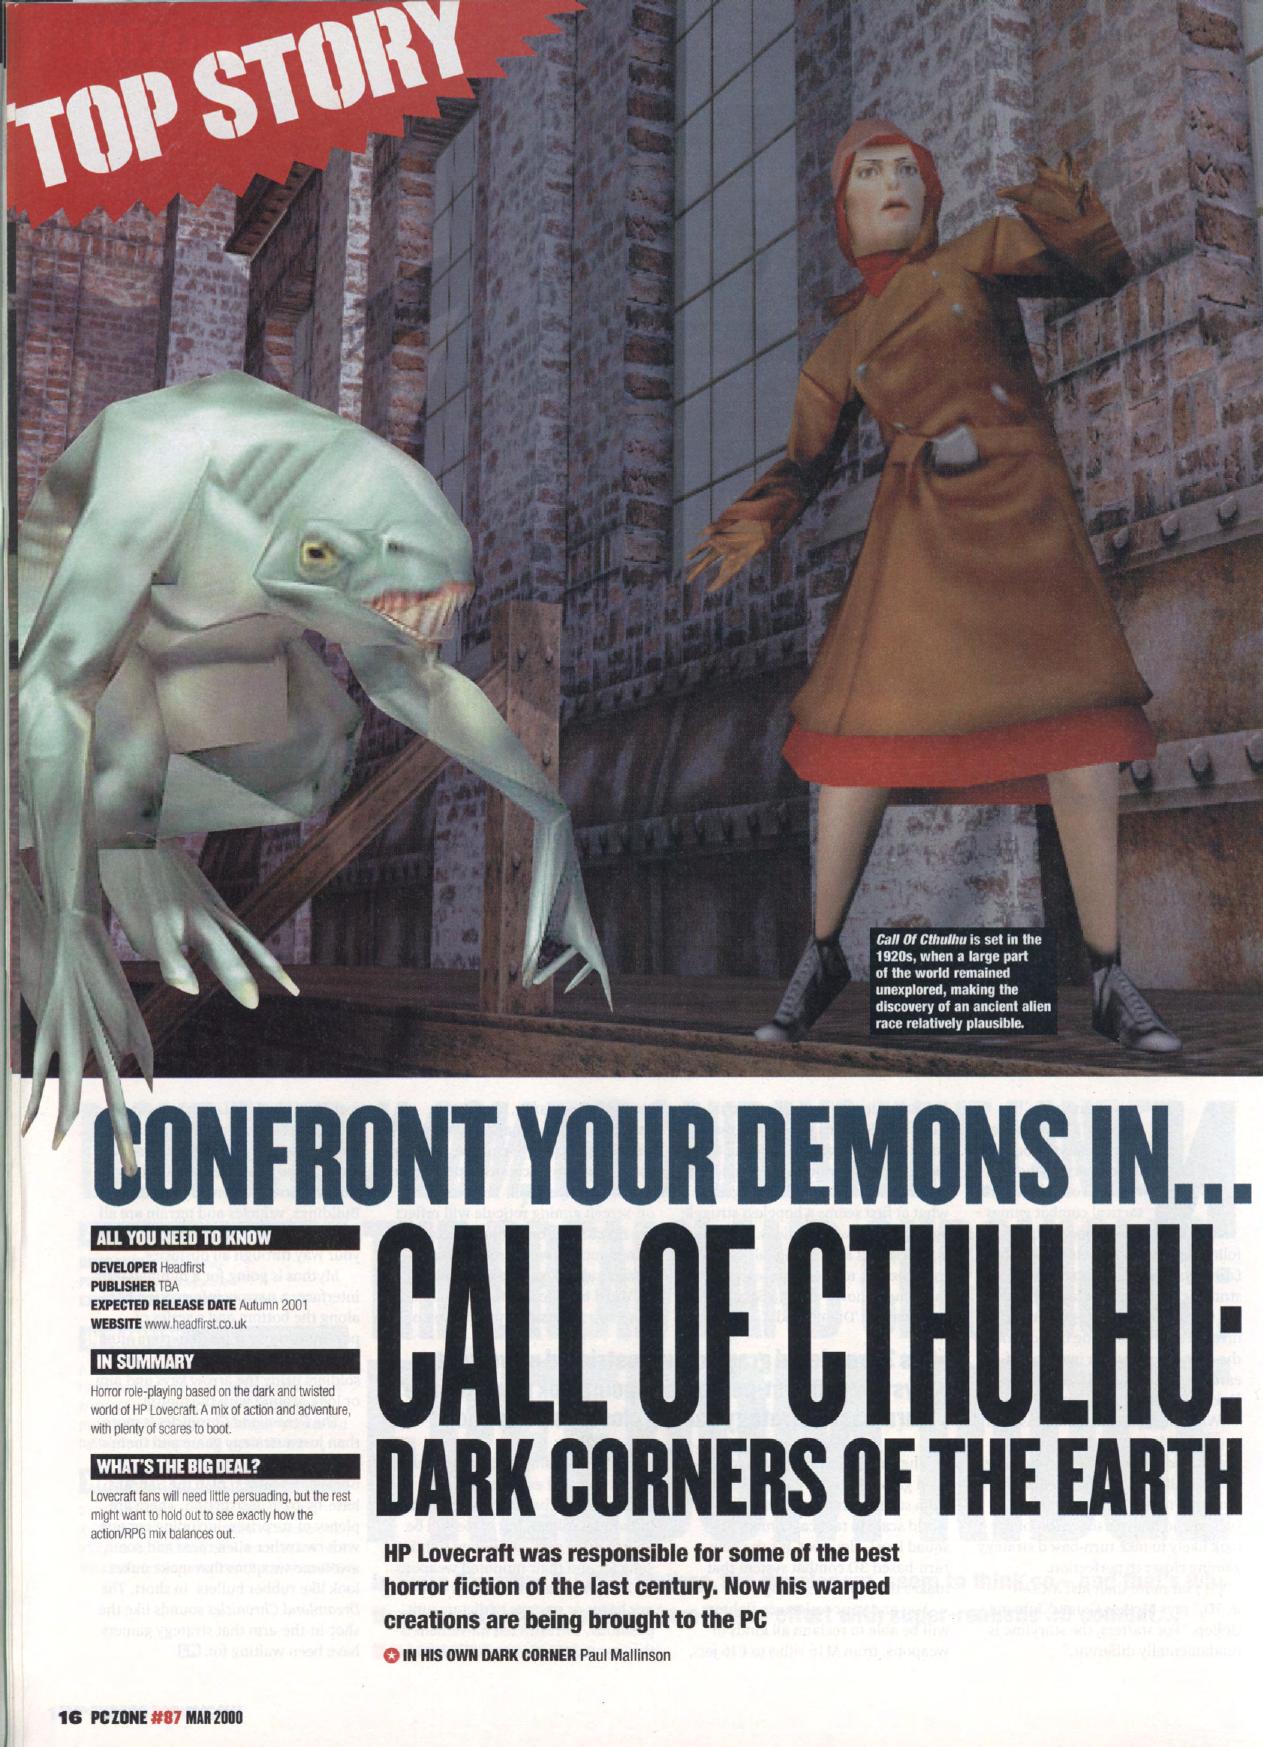 TOP STORY
Call Of Cthulhu is set in the
1920s, when a large part
of the world remained
unexplored, making the
discovery of an ancient alien
race relatively plausible.
CONFRONT YOUR DEMONS IN...
CALL OF CTHULHU:
DARK CORNERS OF THE EARTH
ALL YOU NEED TO KNOW
DEVELOPER Headfirst
PUBLISHER TBA
EXPECTED RELEASE DATE Autumn 2001
WEBSITE www.headfirst.co.uk
IN SUMMARY
Horror role-playing based on the dark and twisted
world of HP Lovecraft. A mix of action and adventure,
with plenty of scares to boot.
WHAT'S THE BIG DEAL?
Lovecraft fans will need little persuading, but the rest
might want to hold out to see exactly how the
action/RPG mix balances out.
HP Lovecraft was responsible for some of the best
horror fiction of the last century. Now his warped
creations are being brought to the PC
IN HIS OWN DARK CORNER Paul Mallinson
16 PCZONE #87 MAR 2000